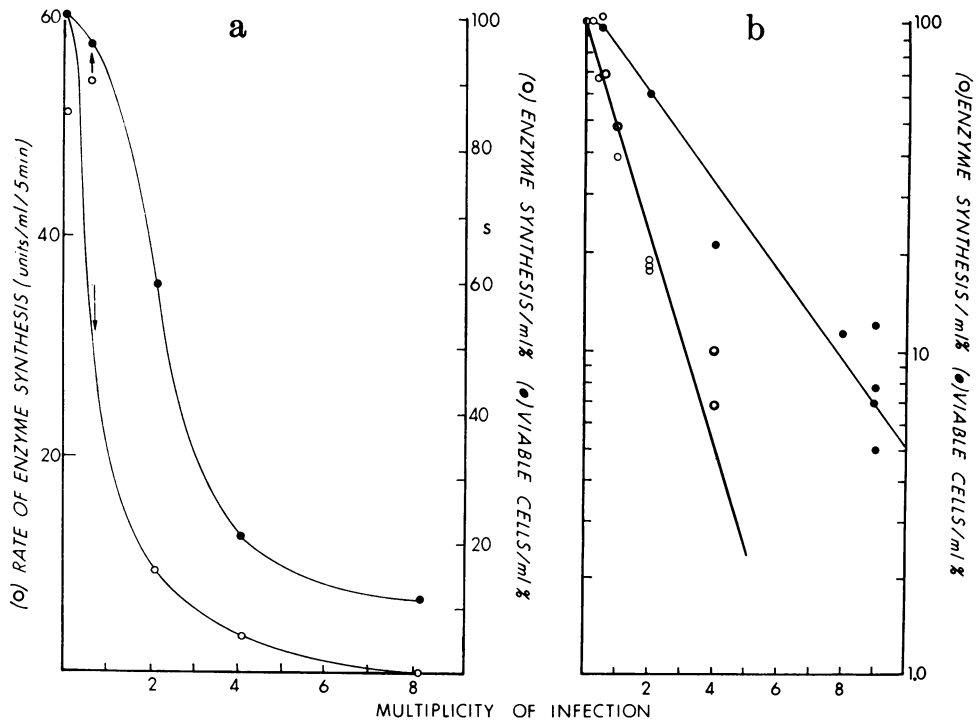 a
b
60
40
20
(O) RATE OF ENZYME SYNTHESIS (units/ml/5min)
100
80
s
60
40
20
(O) ENZYME SYNTHESIS/ml% (●)VIABLE CELLS/ml%
2 4 6 8
100
10
1.0
(O)ENZYME SYNTHESIS/ml% (●)VIABLE CELLS/ml%
2 4 6 8
MULTIPLICITY OF INFECTION